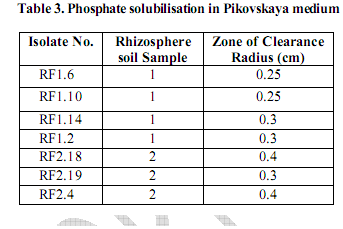 Table 3. Phosphate solubilisation in Pikovskaya medium
Isolate No. Rhizosphere soil Sample Zone of Clearance Radius (cm)
RF1.6 1 0.25
RF1.10 1 0.25
RF1.14 1 0.3
RF1.2 1 0.3
RF2.18 2 0.4
RF2.19 2 0.3
RF2.4 2 0.4